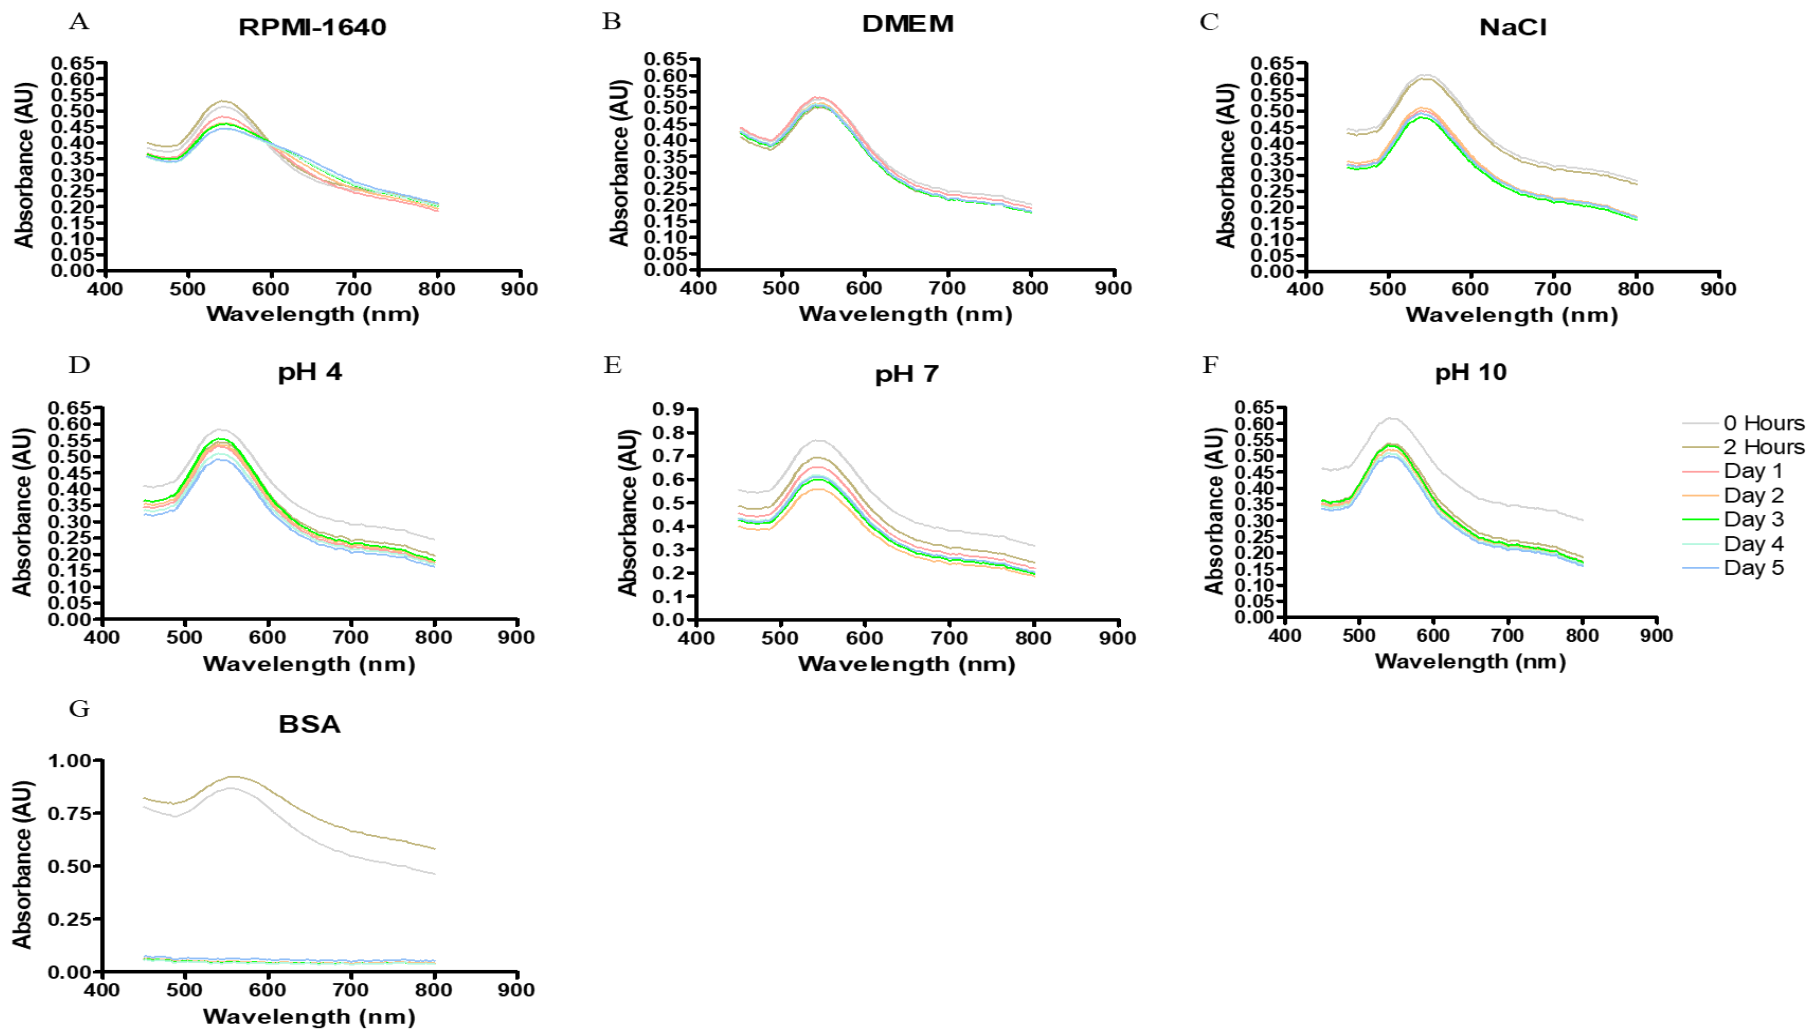 A
RPMI-1640
Absorbance (AU)
0.65
0.60
0.55
0.50
0.45
0.40
0.35
0.30
0.25
0.20
0.15
0.10
0.05
0.00
400 500 600 700 800 900
Wavelength (nm)
B
DMEM
Absorbance (AU)
0.65
0.60
0.55
0.50
0.45
0.40
0.35
0.30
0.25
0.20
0.15
0.10
0.05
0.00
400 500 600 700 800 900
Wavelength (nm)
C
NaCl
Absorbance (AU)
0.65
0.60
0.55
0.50
0.45
0.40
0.35
0.30
0.25
0.20
0.15
0.10
0.05
0.00
400 500 600 700 800 900
Wavelength (nm)
D
pH 4
Absorbance (AU)
0.65
0.60
0.55
0.50
0.45
0.40
0.35
0.30
0.25
0.20
0.15
0.10
0.05
0.00
400 500 600 700 800 900
Wavelength (nm)
E
pH 7
Absorbance (AU)
0.9
0.8
0.7
0.6
0.5
0.4
0.3
0.2
0.1
0.0
400 500 600 700 800 900
Wavelength (nm)
F
pH 10
Absorbance (AU)
0.65
0.60
0.55
0.50
0.45
0.40
0.35
0.30
0.25
0.20
0.15
0.10
0.05
0.00
400 500 600 700 800 900
Wavelength (nm)
0 Hours
2 Hours
Day 1
Day 2
Day 3
Day 4
Day 5
G
BSA
Absorbance (AU)
1.00
0.75
0.50
0.25
0.00
400 500 600 700 800 900
Wavelength (nm)